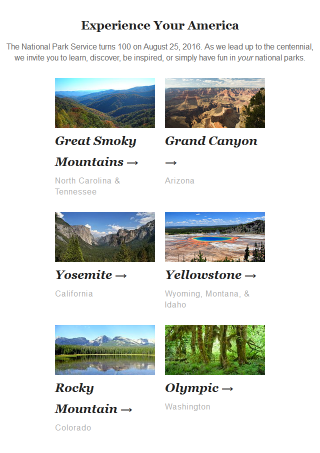 Experience Your America
The National Park Service turns 100 on August 25, 2016. As we lead up to the centennial,
we invite you to learn, discover, be inspired, or simply have fun in your national parks.
Great Smoky
Mountains →
North Carolina &
Tennessee
Grand Canyon
→
Arizona
Yosemite →
California
Yellowstone →
Wyoming, Montana, &
Idaho
Rocky
Mountain →
Colorado
Olympic →
Washington